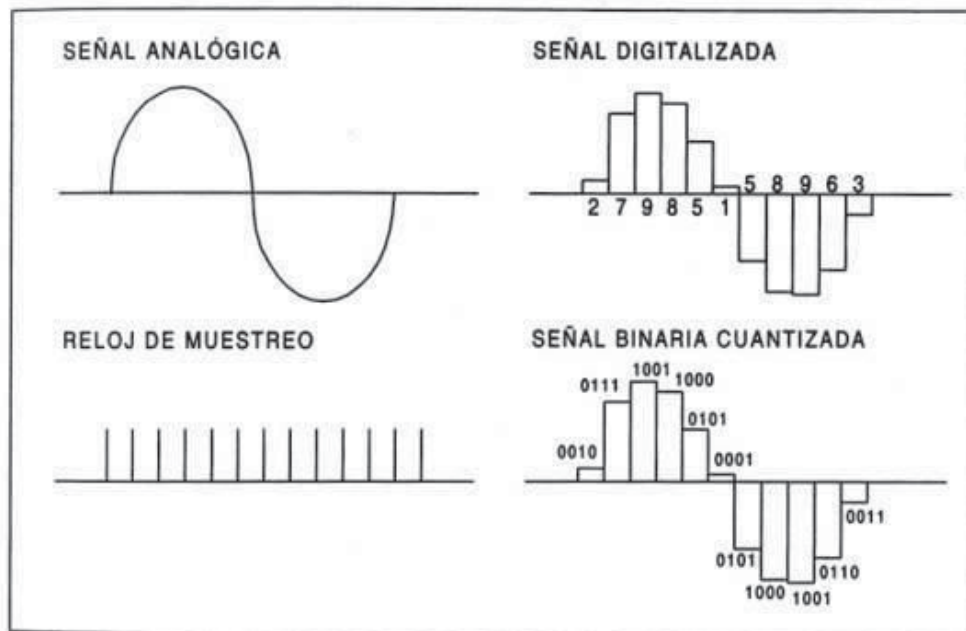 SEÑAL ANALÓGICA
SEÑAL DIGITALIZADA
5 8 9 6 3
2 7 9 8 5 1
RELOJ DE MUESTREO
SEÑAL BINARIA CUANTIZADA
1001
0111
1000
0101
0010
0001
0011
0101
0110
1000
1001